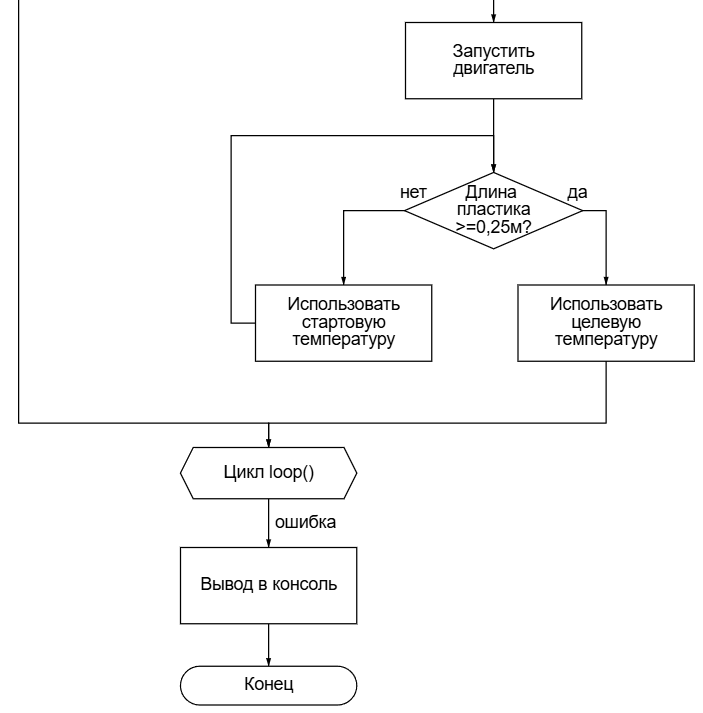 Запустить
двигатель
нет
Длина
пластика
>=0,25м?
да
Использовать
стартовую
температуру
Использовать
целевую
температуру
Цикл loop()
ошибка
Вывод в консоль
Конец